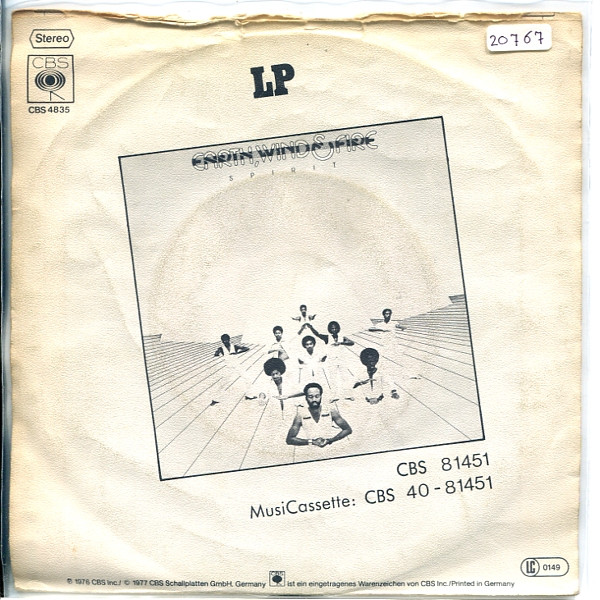 Stereo
20767
CBS
CBS 4835
LP
EARTH, WIND & FIRE
SPIRIT
CBS 81451
MusiCassette: CBS 40-81451
LC 0149
℗ 1976 CBS Inc./ © 1977 CBS Schallplatten GmbH. Germany CBS ist ein eingetragenes Warenzeichen von CBS Inc./Printed in Germany